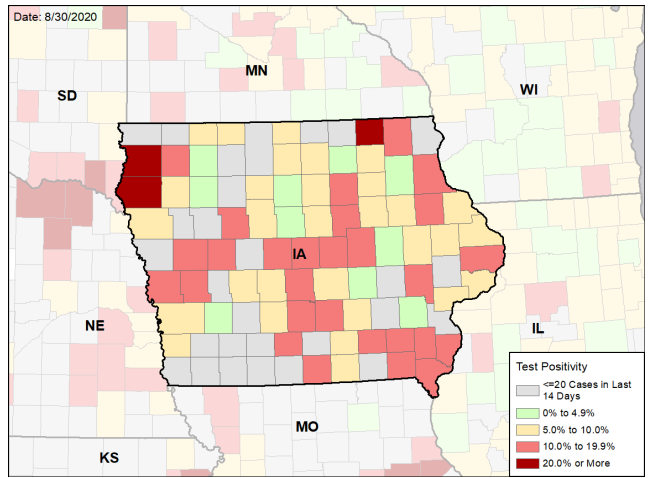 Date: 8/30/2020
MN
SD
WI
IA
NE
IL
MO
KS
Test Positivity
<=20 Cases in Last
14 Days
0% to 4.9%
5.0% to 10.0%
10.0% to 19.9%
20.0% or More